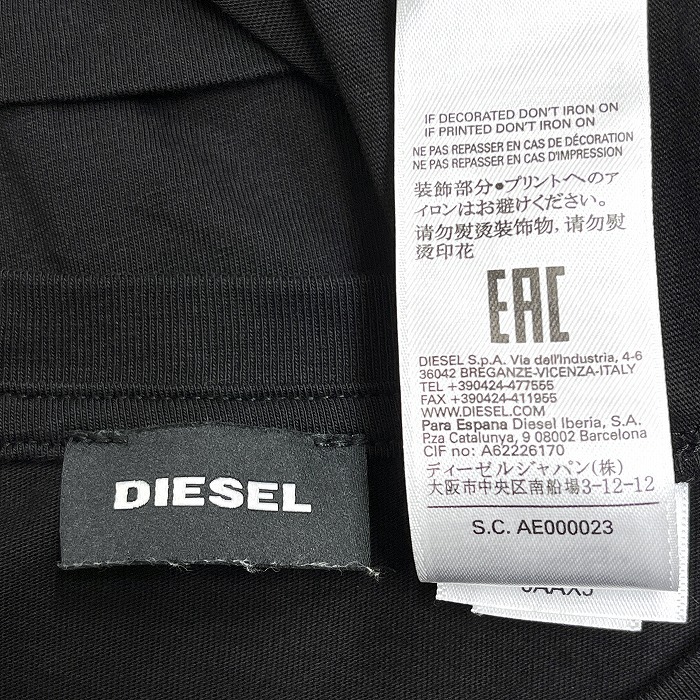 IF DECORATED DON'T IRON ON
IF PRINTED DON'T IRON ON
NE PAS REPASSER EN CAS DE DÉCORATION
NE PAS REPASSER EN CAS D'IMPRESSION
装飾部分•プリントへのア
イロンはお避けください。
请勿熨烫装饰物,请勿熨
烫印花
EAC
DIESEL S.p.A. Via dell'Industria, 4-6
36042 BREGANZE-VICENZA-ITALY
TEL +390424-477555
FAX +390424-411955
WWW.DIESEL.COM
Para Espana Diesel Iberia, S.A.
P.za Catalunya, 9 08002 Barcelona
CIF no: A62226170
ディーゼルジャパン(株)
大阪市中央区南船場3-12-12
S.C. AE000023
DIESEL